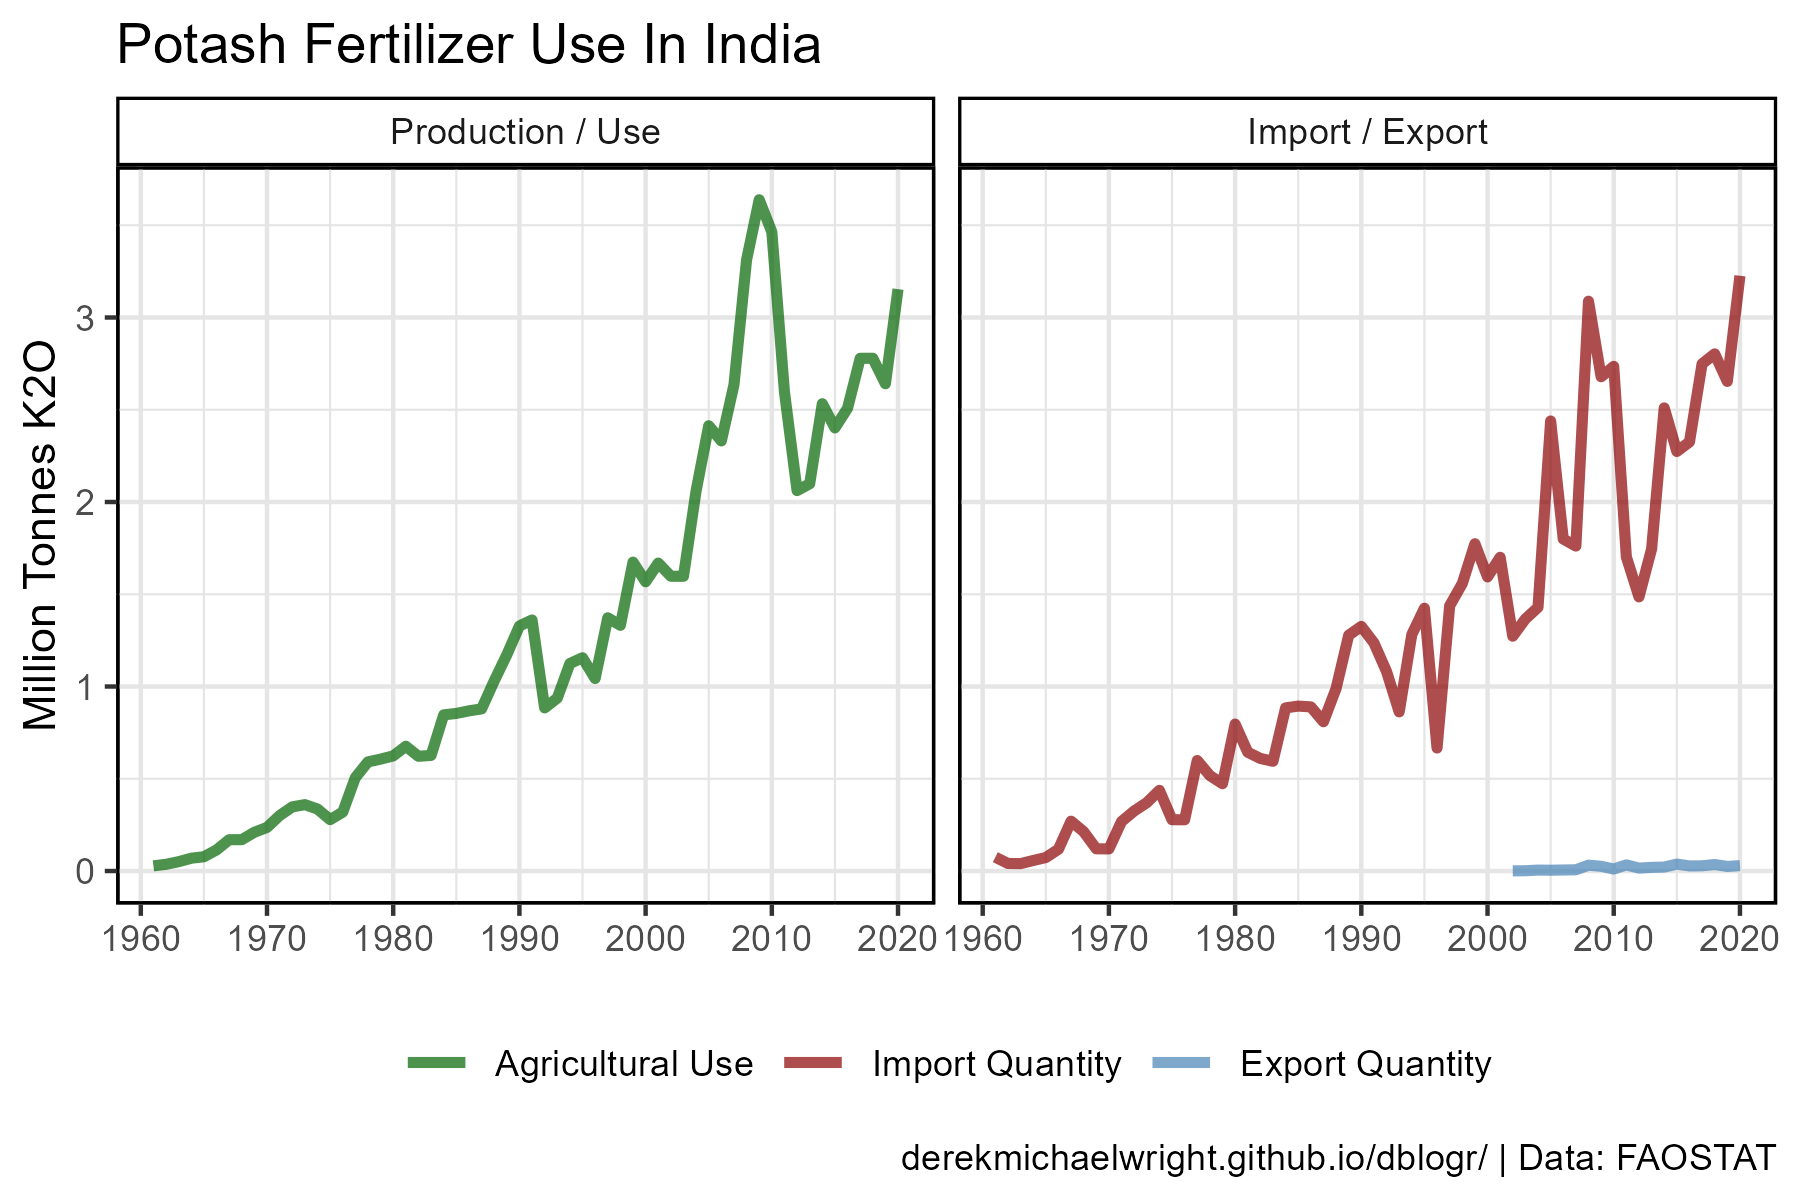 Potash Fertilizer Use In India
Production / Use
Import / Export
Million Tonnes K2O
3
2
1
0
1960 1970 1980 1990 2000 2010 2020
1960 1970 1980 1990 2000 2010 2020
Agricultural Use Import Quantity Export Quantity
derekmichaelwright.github.io/dblogr/ | Data: FAOSTAT